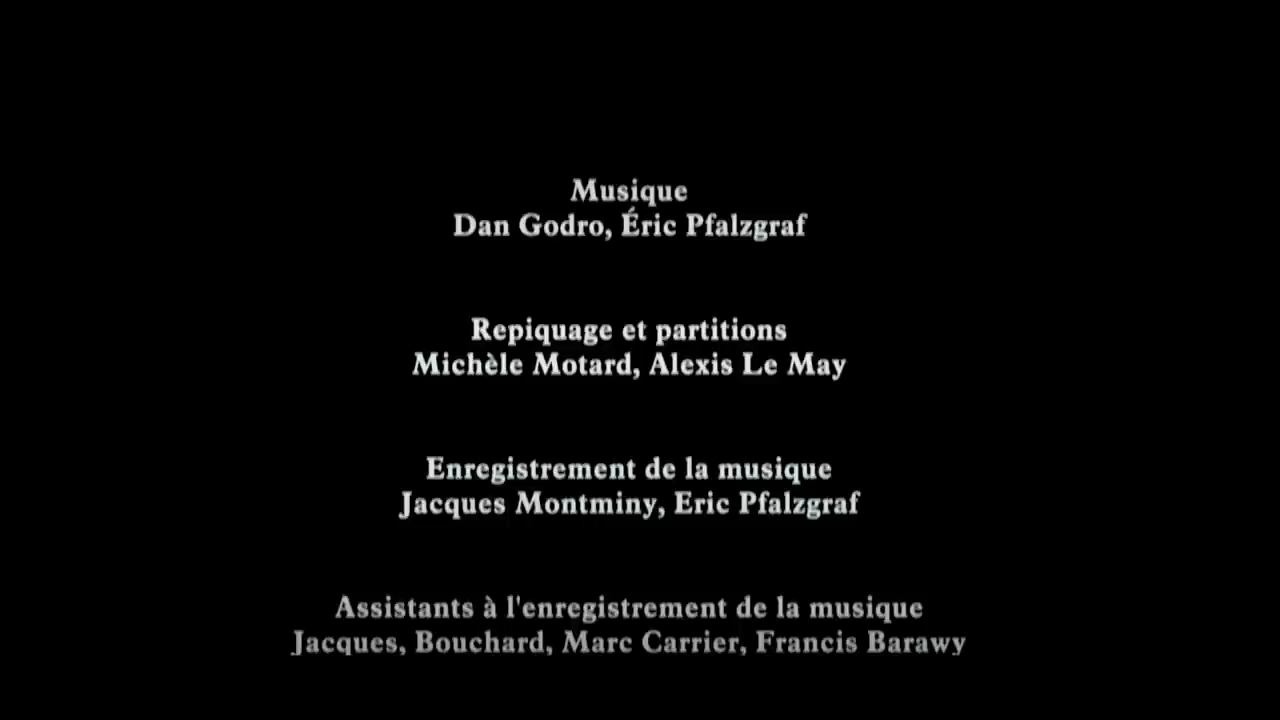 Musique
Dan Godro, Éric Pfalzgraf
Repiquage et partitions
Michèle Motard, Alexis Le May
Enregistrement de la musique
Jacques Montminy, Eric Pfalzgraf
Assistants à l'enregistrement de la musique
Jacques, Bouchard, Marc Carrier, Francis Barawy